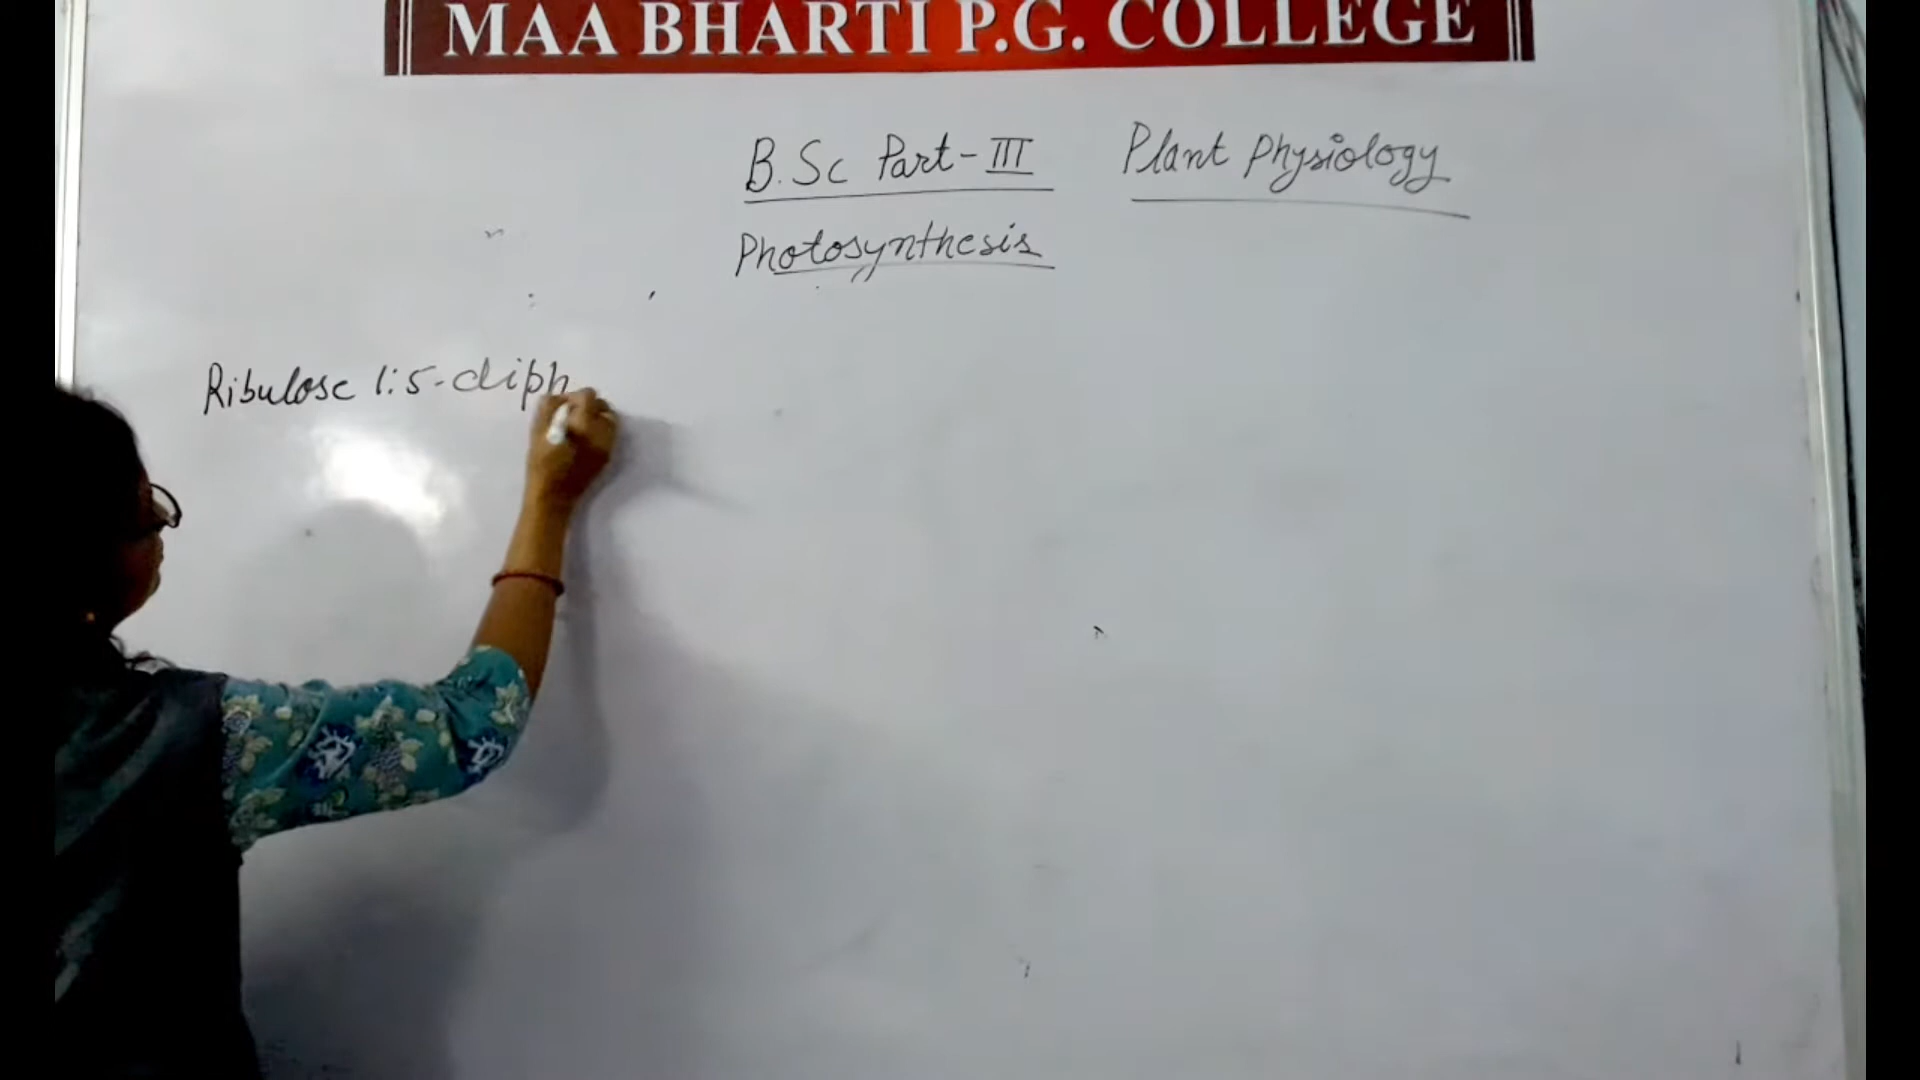 MAA BHARTI P.G. COLLEGE
B.Sc Part-III Plant Physiology
Photosynthesis
Ribulose 1:5-diph